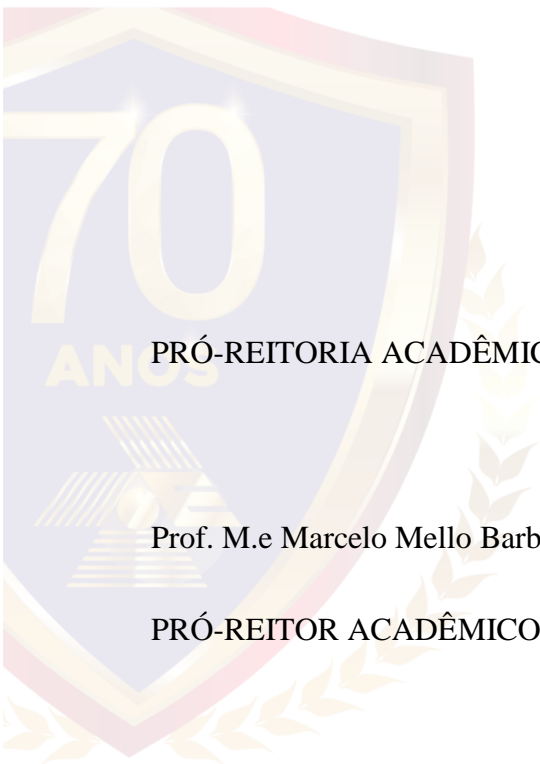 70
ANOS
PRÓ-REITORIA ACADÊMIC
Prof. M.e Marcelo Mello Barb
PRÓ-REITOR ACADÊMICO